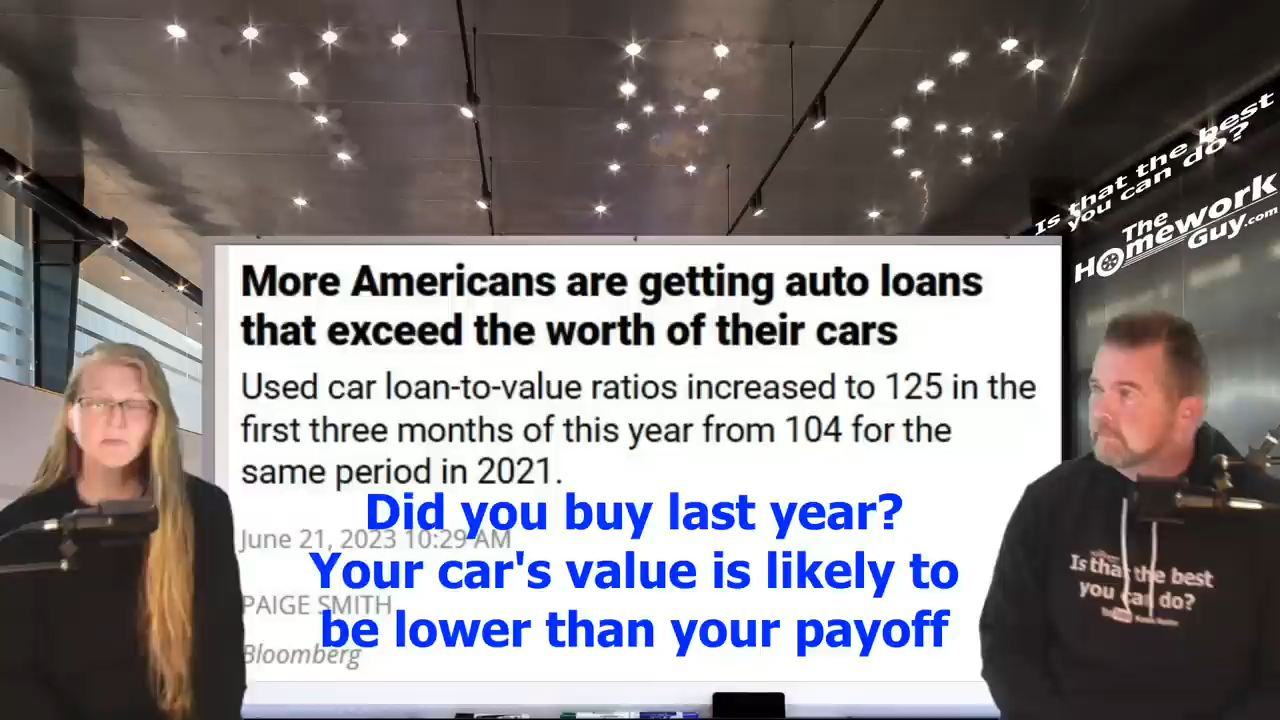 Is that the best
you can do?
The
Homework
Guy.com
More Americans are getting auto loans
that exceed the worth of their cars
Used car loan-to-value ratios increased to 125 in the
first three months of this year from 104 for the
same period in 2021.
Did you buy last year?
June 21, 2023 10:29 AM
Your car's value is likely to
PAIGE SMITH
be lower than your payoff
Bloomberg
Is that the best
you can do?